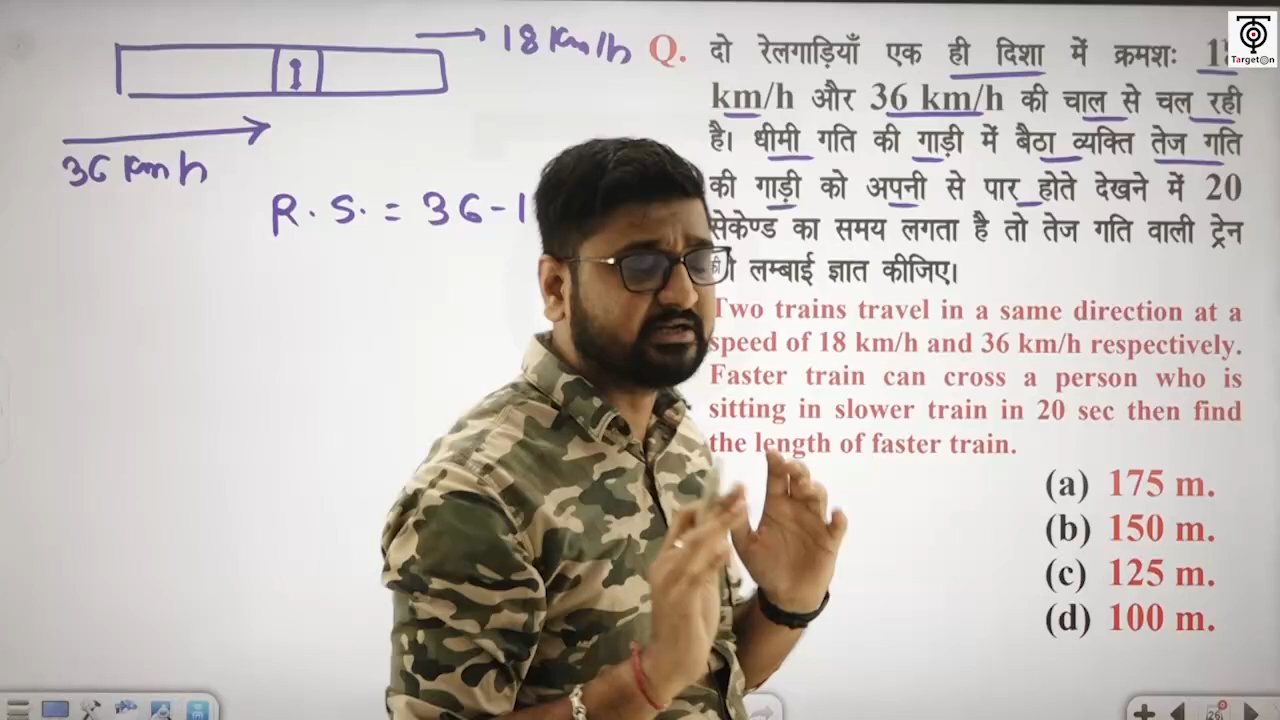 18 Km/h
36 Km h
R. S. = 36-1
Q. दो रेलगाड़ियाँ एक ही दिशा में क्रमशः
km/h और 36 km/h की चाल से चल रही
है। धीमी गति की गाड़ी में बैठा व्यक्ति तेज गति
की गाड़ी को अपनी से पार होते देखने में 20
सेकेण्ड का समय लगता है तो तेज गति वाली ट्रेन
की लम्बाई ज्ञात कीजिए।
Two trains travel in a same direction at a
speed of 18 km/h and 36 km/h respectively.
Faster train can cross a person who is
sitting in slower train in 20 sec then find
the length of faster train.
(a) 175 m.
(b) 150 m.
(c) 125 m.
(d) 100 m.
TargetOn